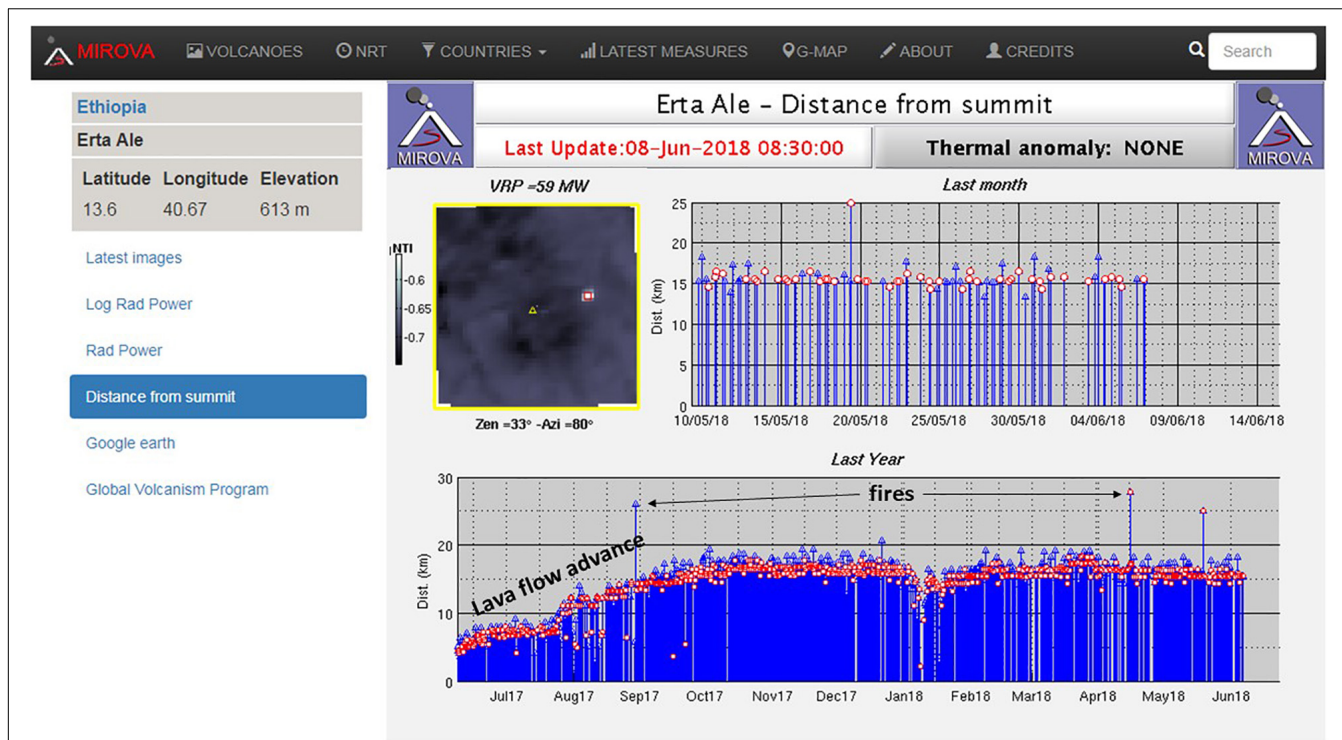 MIROVA VOLCANOES NRT COUNTRIES LATEST MEASURES G-MAP ABOUT CREDITS Search
Ethiopia
Erta Ale
Latitude Longitude Elevation
13.6 40.67 613 m
Latest images
Log Rad Power
Rad Power
Distance from summit
Google earth
Global Volcanism Program
MIROVA
Erta Ale - Distance from summit
Last Update:08-Jun-2018 08:30:00
Thermal anomaly: NONE
MIROVA
VRP =59 MW
NTI
-0.6
-0.65
-0.7
Zen =33° -Azi =80°
Last month
Dist. (km)
25
20
15
10
5
0
10/05/18 15/05/18 20/05/18 25/05/18 30/05/18 04/06/18 09/06/18 14/06/18
Last Year
Dist. (km)
30
20
10
0
fires
Lava flow advance
Jul17 Aug17 Sep17 Oct17 Nov17 Dec17 Jan18 Feb18 Mar18 Apr18 May18 Jun18